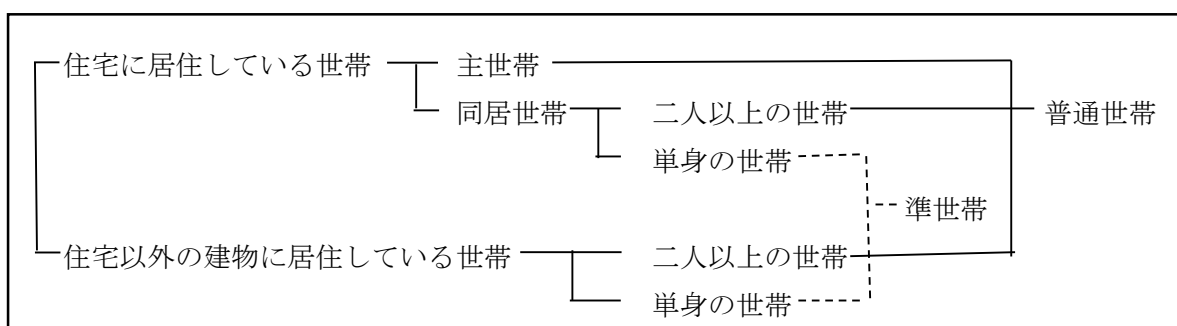 住宅に居住している世帯 主世帯
同居世帯 二人以上の世帯 普通世帯
単身の世帯
準世帯
住宅以外の建物に居住している世帯 二人以上の世帯
単身の世帯